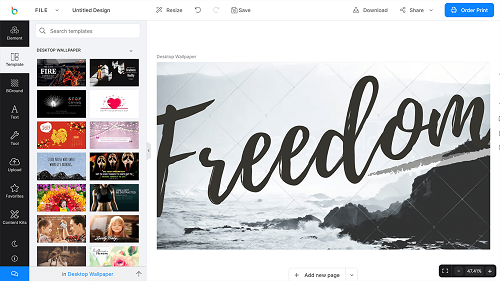 FILE
Untitled Design
Resize
Save
Download
Share
Order Print
Element
Template
BGround
Text
Tool
Upload
Favorites
Content Kits
Search templates
DESKTOP WALLPAPER
FIRE
STOP
in Desktop Wallpaper
Desktop Wallpaper
Freedom
Add new page
47.41%